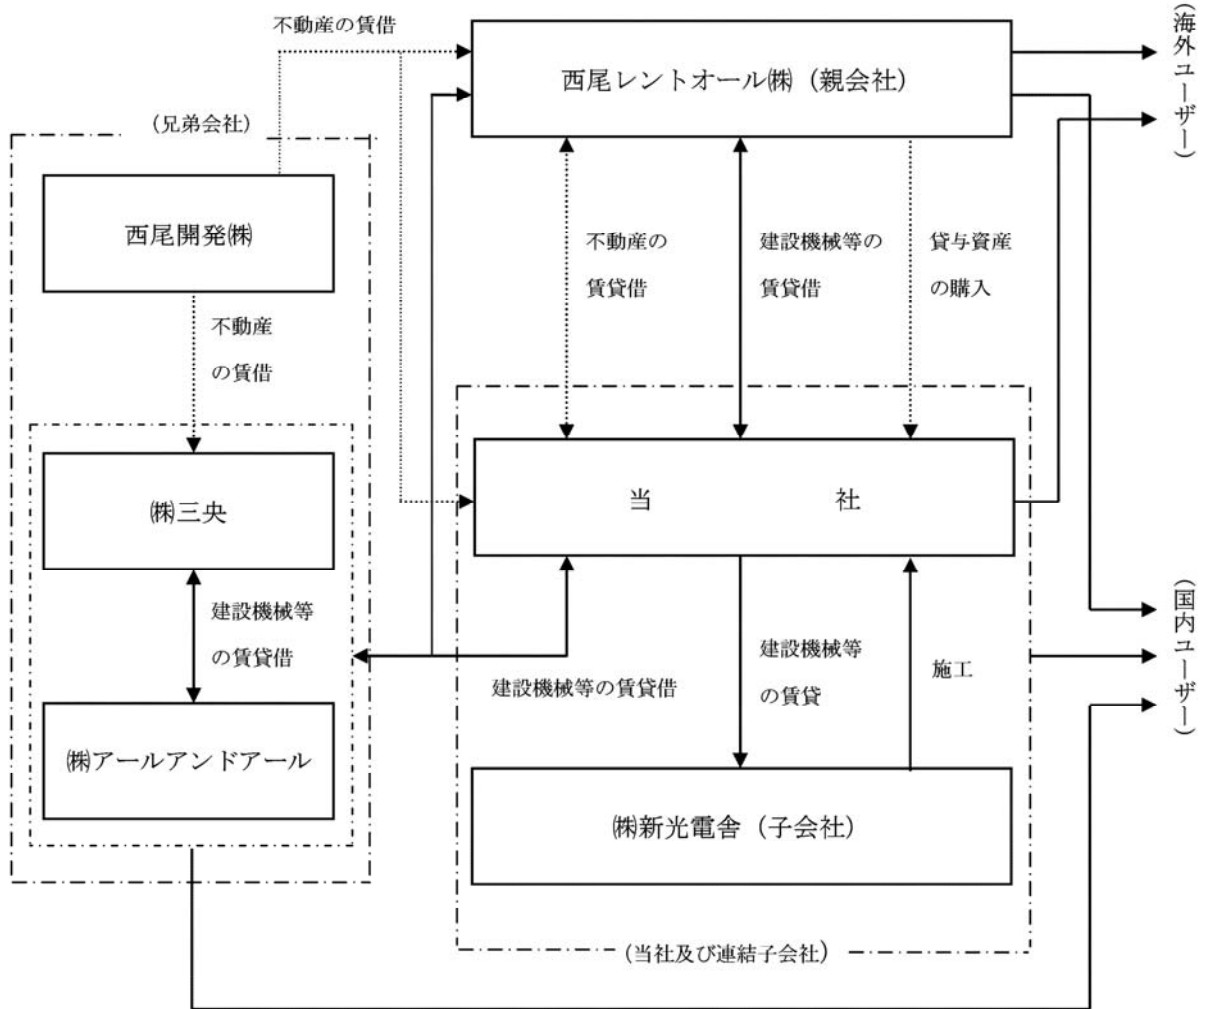 不動産の賃借
西尾レントオール㈱（親会社）
（海外ユーザー）
（兄弟会社）
西尾開発㈱
不動産の
賃貸借
建設機械等の
賃貸借
貸与資産
の購入
不動産
の賃借
㈱三央
当　　　社
建設機械等
の賃貸借
建設機械等の賃貸借
建設機械等
の賃貸
施工
（国内ユーザー）
㈱アールアンドアール
㈱新光電舎（子会社）
（当社及び連結子会社）